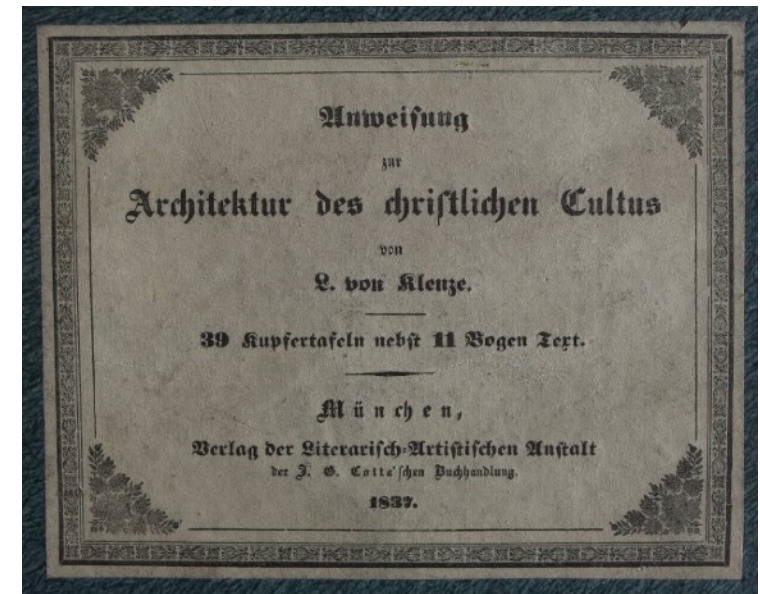 Anweisung
zur
Architektur des christlichen Cultus
von
L. von Klenze.
39 Kupfertafeln nebst 11 Bogen Text.
München,
Verlag der Literarisch-Artistischen Anstalt
der J. G. Cotta'schen Buchhandlung.
1837.